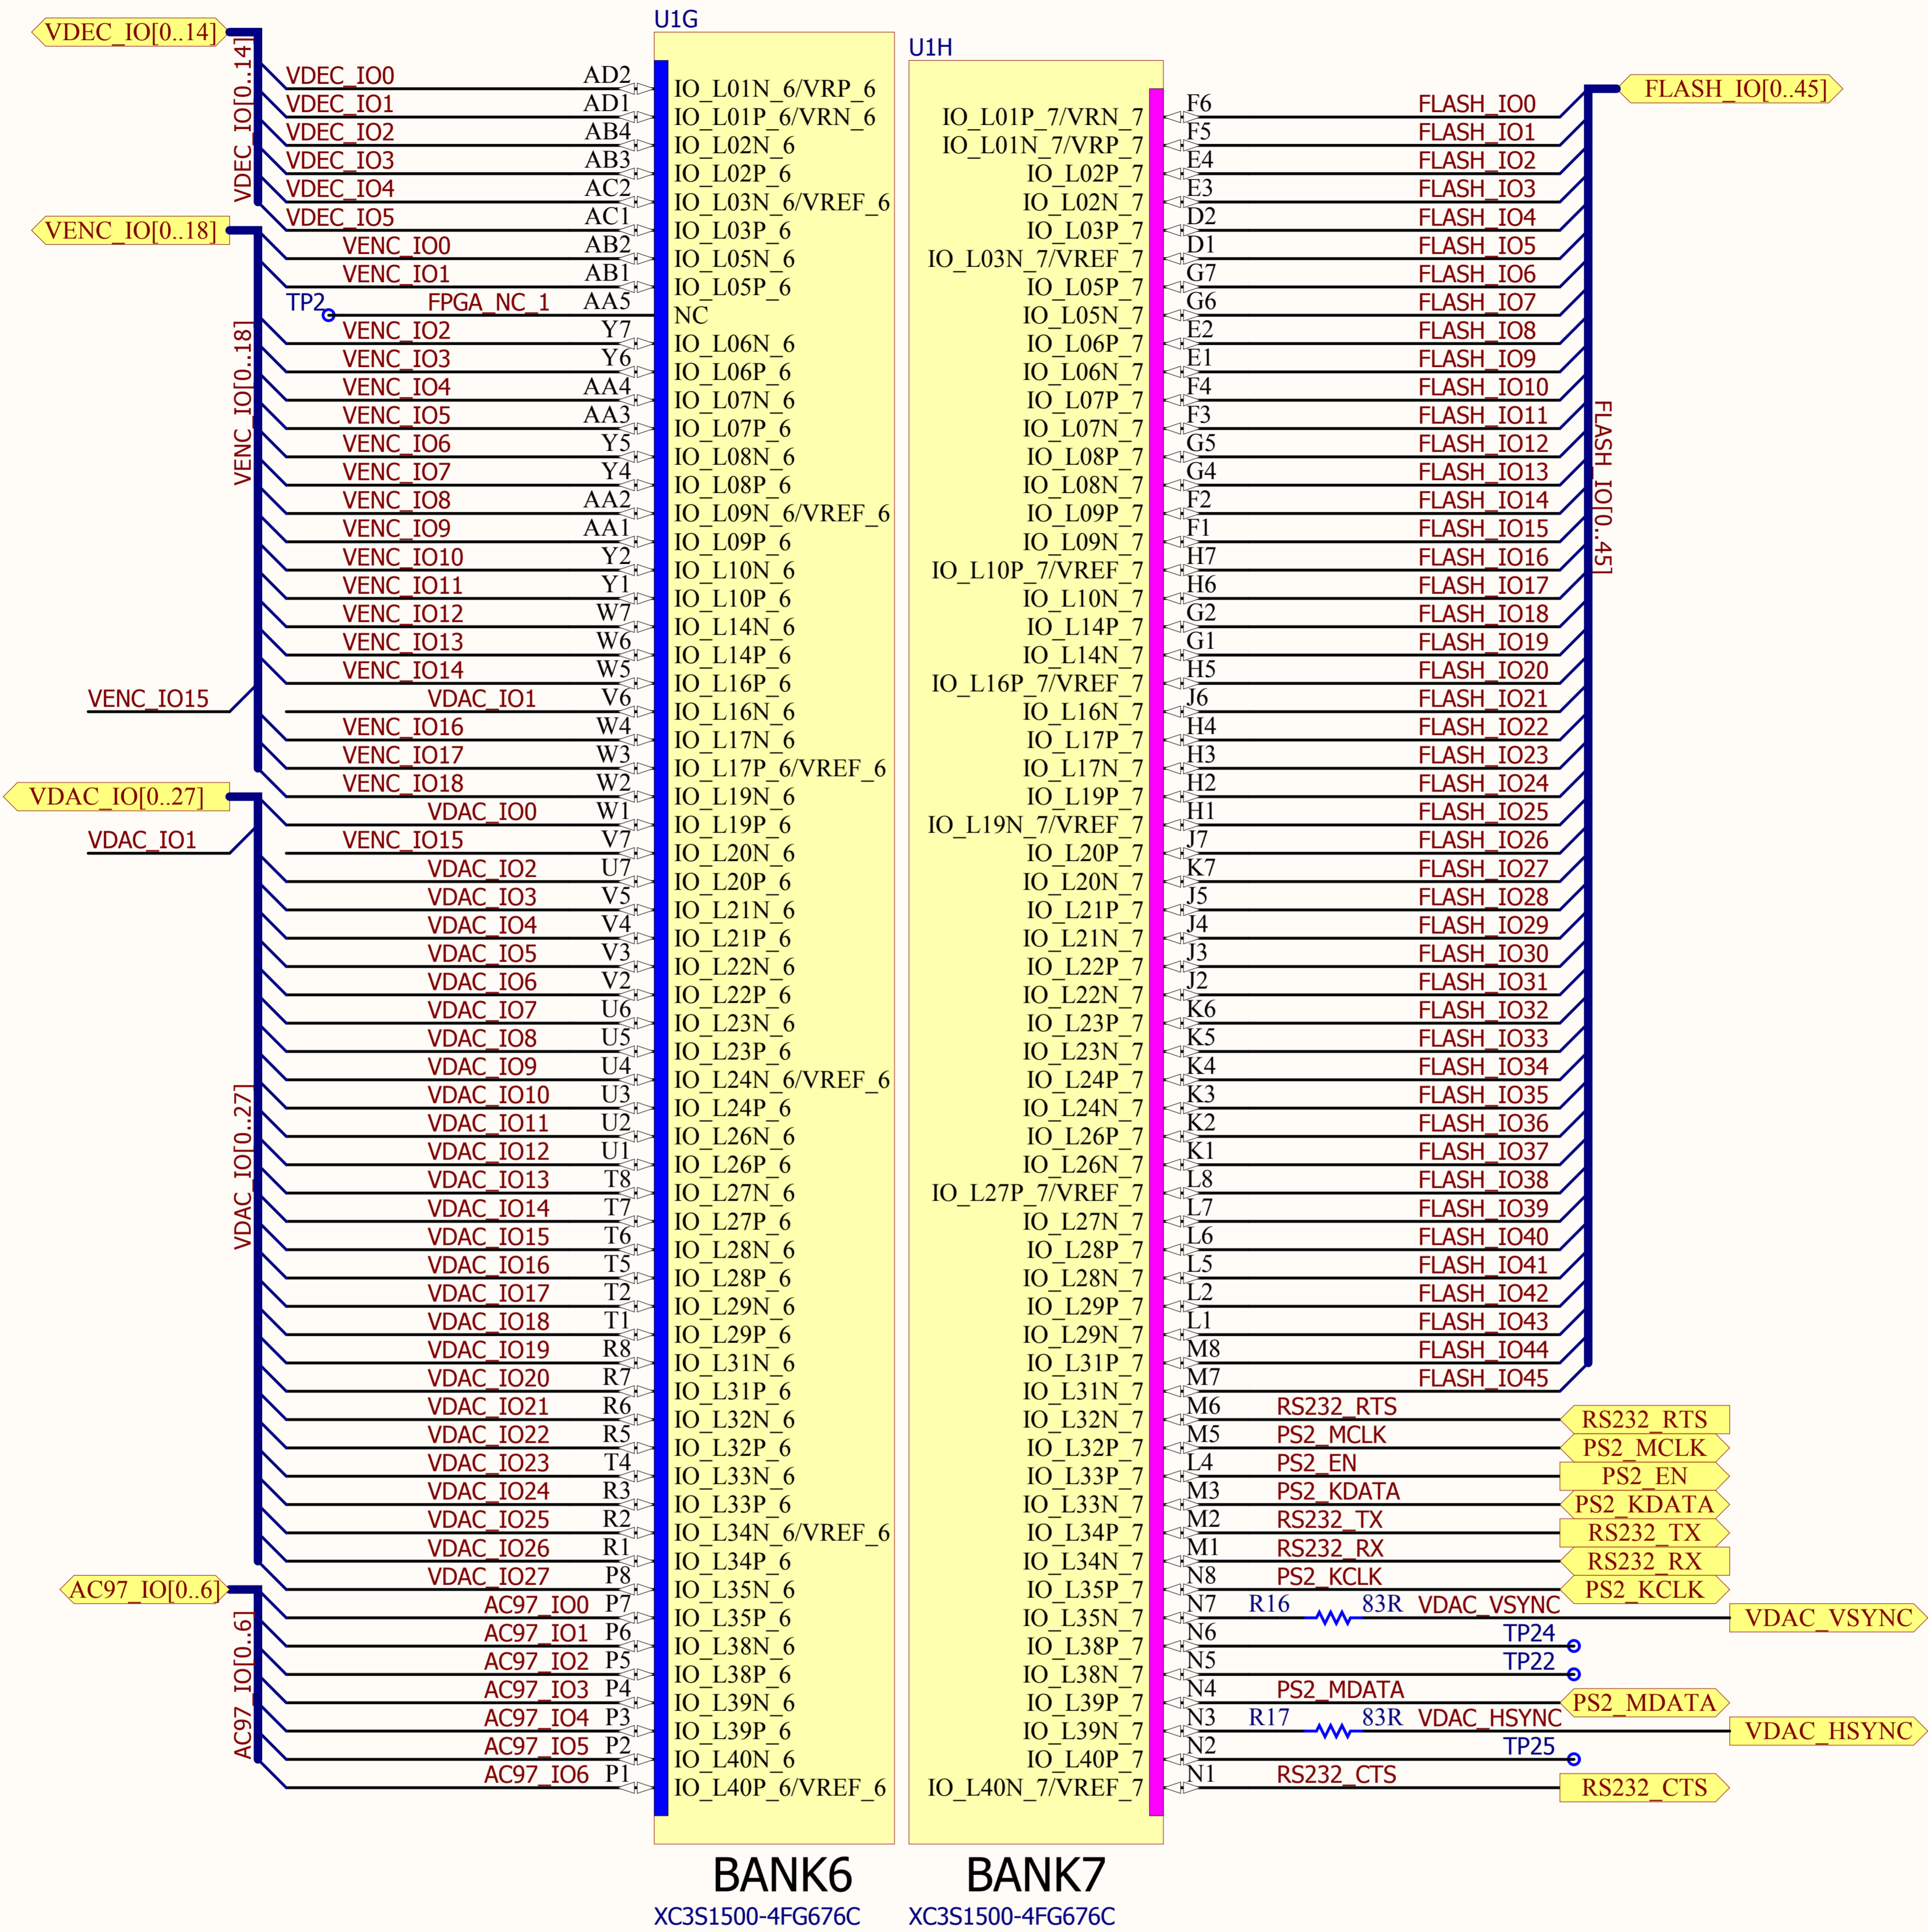 U1G
U1H
VDEC_IO[0..14]
VDEC_IO[0..14]
VDEC_IO0 AD2 IO_L01N_6/VRP_6
VDEC_IO1 AD1 IO_L01P_6/VRN_6
VDEC_IO2 AB4 IO_L02N_6
VDEC_IO3 AB3 IO_L02P_6
VDEC_IO4 AC2 IO_L03N_6/VREF_6
VDEC_IO5 AC1 IO_L03P_6
VENC_IO[0..18]
VENC_IO[0..18]
VENC_IO0 AB2 IO_L05N_6
VENC_IO1 AB1 IO_L05P_6
TP2 FPGA_NC_1 AA5 NC
VENC_IO2 Y7 IO_L06N_6
VENC_IO3 Y6 IO_L06P_6
VENC_IO4 AA4 IO_L07N_6
VENC_IO5 AA3 IO_L07P_6
VENC_IO6 Y5 IO_L08N_6
VENC_IO7 Y4 IO_L08P_6
VENC_IO8 AA2 IO_L09N_6/VREF_6
VENC_IO9 AA1 IO_L09P_6
VENC_IO10 Y2 IO_L10N_6
VENC_IO11 Y1 IO_L10P_6
VENC_IO12 W7 IO_L14N_6
VENC_IO13 W6 IO_L14P_6
VENC_IO14 W5 IO_L16P_6
VENC_IO15
VDAC_IO1 V6 IO_L16N_6
VENC_IO16 W4 IO_L17N_6
VENC_IO17 W3 IO_L17P_6/VREF_6
VENC_IO18 W2 IO_L19N_6
VDAC_IO[0..27]
VDAC_IO[0..27]
VDAC_IO0 W1 IO_L19P_6
VDAC_IO1
VENC_IO15 V7 IO_L20N_6
VDAC_IO2 U7 IO_L20P_6
VDAC_IO3 V5 IO_L21N_6
VDAC_IO4 V4 IO_L21P_6
VDAC_IO5 V3 IO_L22N_6
VDAC_IO6 V2 IO_L22P_6
VDAC_IO7 U6 IO_L23N_6
VDAC_IO8 U5 IO_L23P_6
VDAC_IO9 U4 IO_L24N_6/VREF_6
VDAC_IO10 U3 IO_L24P_6
VDAC_IO11 U2 IO_L26N_6
VDAC_IO12 U1 IO_L26P_6
VDAC_IO13 T8 IO_L27N_6
VDAC_IO14 T7 IO_L27P_6
VDAC_IO15 T6 IO_L28N_6
VDAC_IO16 T5 IO_L28P_6
VDAC_IO17 T2 IO_L29N_6
VDAC_IO18 T1 IO_L29P_6
VDAC_IO19 R8 IO_L31N_6
VDAC_IO20 R7 IO_L31P_6
VDAC_IO21 R6 IO_L32N_6
VDAC_IO22 R5 IO_L32P_6
VDAC_IO23 T4 IO_L33N_6
VDAC_IO24 R3 IO_L33P_6
VDAC_IO25 R2 IO_L34N_6/VREF_6
VDAC_IO26 R1 IO_L34P_6
VDAC_IO27 P8 IO_L35N_6
AC97_IO[0..6]
AC97_IO[0..6]
AC97_IO0 P7 IO_L35P_6
AC97_IO1 P6 IO_L38N_6
AC97_IO2 P5 IO_L38P_6
AC97_IO3 P4 IO_L39N_6
AC97_IO4 P3 IO_L39P_6
AC97_IO5 P2 IO_L40N_6
AC97_IO6 P1 IO_L40P_6/VREF_6
BANK6
XC3S1500-4FG676C
FLASH_IO[0..45]
FLASH_IO[0..45]
IO_L01P_7/VRN_7 F6 FLASH_IO0
IO_L01N_7/VRP_7 F5 FLASH_IO1
IO_L02P_7 E4 FLASH_IO2
IO_L02N_7 E3 FLASH_IO3
IO_L03P_7 D2 FLASH_IO4
IO_L03N_7/VREF_7 D1 FLASH_IO5
IO_L05P_7 G7 FLASH_IO6
IO_L05N_7 G6 FLASH_IO7
IO_L06P_7 E2 FLASH_IO8
IO_L06N_7 E1 FLASH_IO9
IO_L07P_7 F4 FLASH_IO10
IO_L07N_7 F3 FLASH_IO11
IO_L08P_7 G5 FLASH_IO12
IO_L08N_7 G4 FLASH_IO13
IO_L09P_7 F2 FLASH_IO14
IO_L09N_7 F1 FLASH_IO15
IO_L10P_7/VREF_7 H7 FLASH_IO16
IO_L10N_7 H6 FLASH_IO17
IO_L14P_7 G2 FLASH_IO18
IO_L14N_7 G1 FLASH_IO19
IO_L16P_7/VREF_7 H5 FLASH_IO20
IO_L16N_7 J6 FLASH_IO21
IO_L17P_7 H4 FLASH_IO22
IO_L17N_7 H3 FLASH_IO23
IO_L19P_7 H2 FLASH_IO24
IO_L19N_7/VREF_7 H1 FLASH_IO25
IO_L20P_7 J7 FLASH_IO26
IO_L20N_7 K7 FLASH_IO27
IO_L21P_7 J5 FLASH_IO28
IO_L21N_7 J4 FLASH_IO29
IO_L22P_7 J3 FLASH_IO30
IO_L22N_7 J2 FLASH_IO31
IO_L23P_7 K6 FLASH_IO32
IO_L23N_7 K5 FLASH_IO33
IO_L24P_7 K4 FLASH_IO34
IO_L24N_7 K3 FLASH_IO35
IO_L26P_7 K2 FLASH_IO36
IO_L26N_7 K1 FLASH_IO37
IO_L27P_7/VREF_7 L8 FLASH_IO38
IO_L27N_7 L7 FLASH_IO39
IO_L28P_7 L6 FLASH_IO40
IO_L28N_7 L5 FLASH_IO41
IO_L29P_7 L2 FLASH_IO42
IO_L29N_7 L1 FLASH_IO43
IO_L31P_7 M8 FLASH_IO44
IO_L31N_7 M7 FLASH_IO45
IO_L32N_7 M6 RS232_RTS RS232_RTS
IO_L32P_7 M5 PS2_MCLK PS2_MCLK
IO_L33P_7 L4 PS2_EN PS2_EN
IO_L33N_7 M3 PS2_KDATA PS2_KDATA
IO_L34P_7 M2 RS232_TX RS232_TX
IO_L34N_7 M1 RS232_RX RS232_RX
IO_L35P_7 N8 PS2_KCLK PS2_KCLK
IO_L35N_7 N7 R16 83R VDAC_VSYNC VDAC_VSYNC
IO_L38P_7 N6 TP24
IO_L38N_7 N5 TP22
IO_L39P_7 N4 PS2_MDATA PS2_MDATA
IO_L39N_7 N3 R17 83R VDAC_HSYNC VDAC_HSYNC
IO_L40P_7 N2 TP25
IO_L40N_7/VREF_7 N1 RS232_CTS RS232_CTS
BANK7
XC3S1500-4FG676C